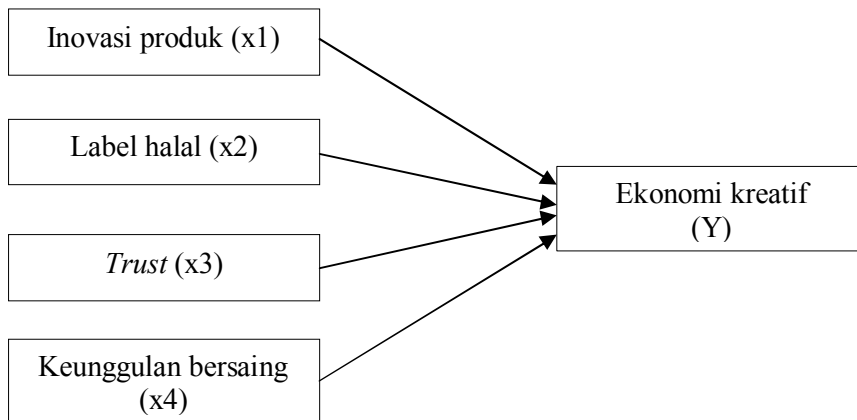 Inovasi produk (x1)
Label halal (x2)
Trust (x3)
Keunggulan bersaing
(x4)
Ekonomi kreatif
(Y)